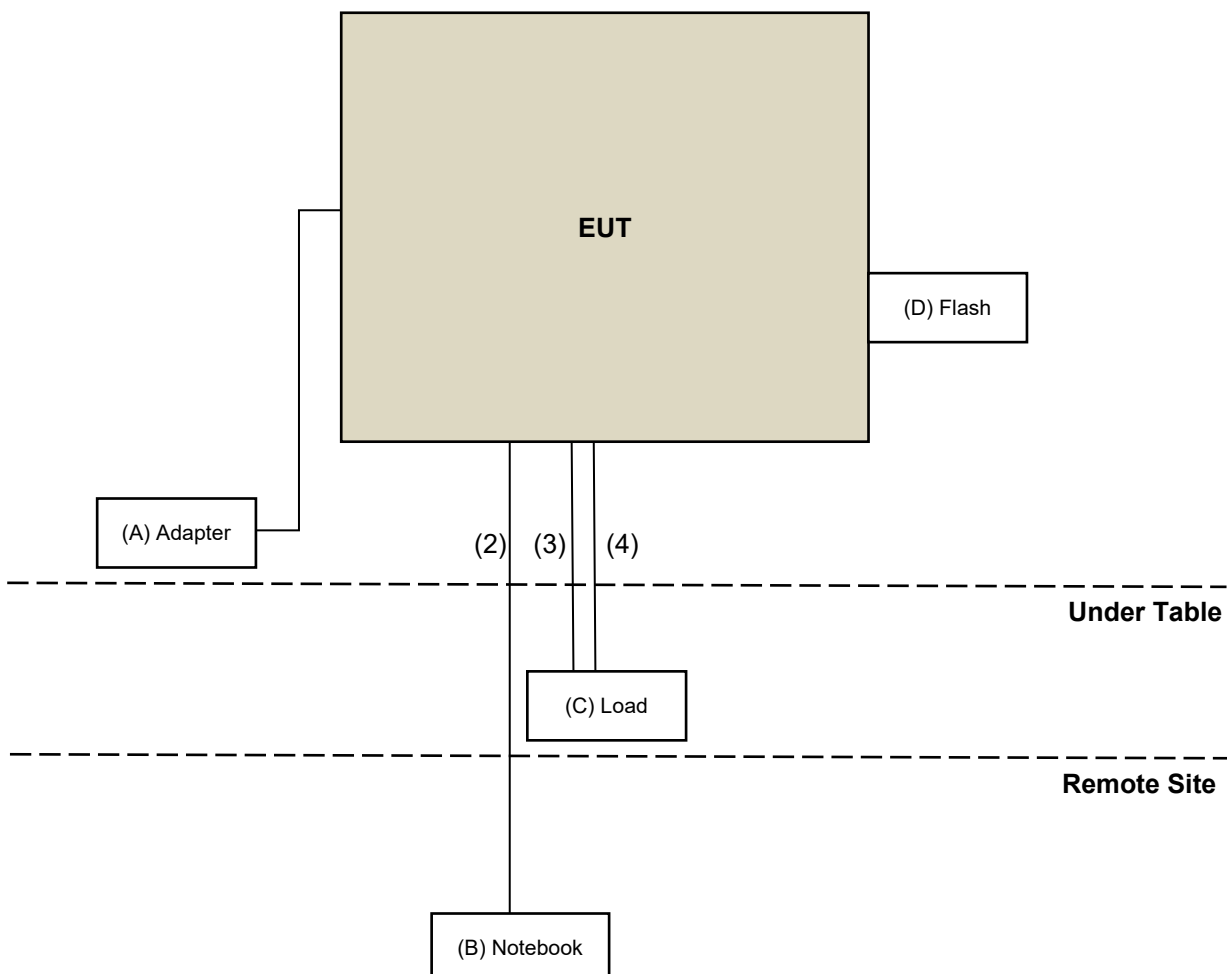 EUT
(D) Flash
(A) Adapter
(2)
(3)
(4)
Under Table
(C) Load
Remote Site
(B) Notebook